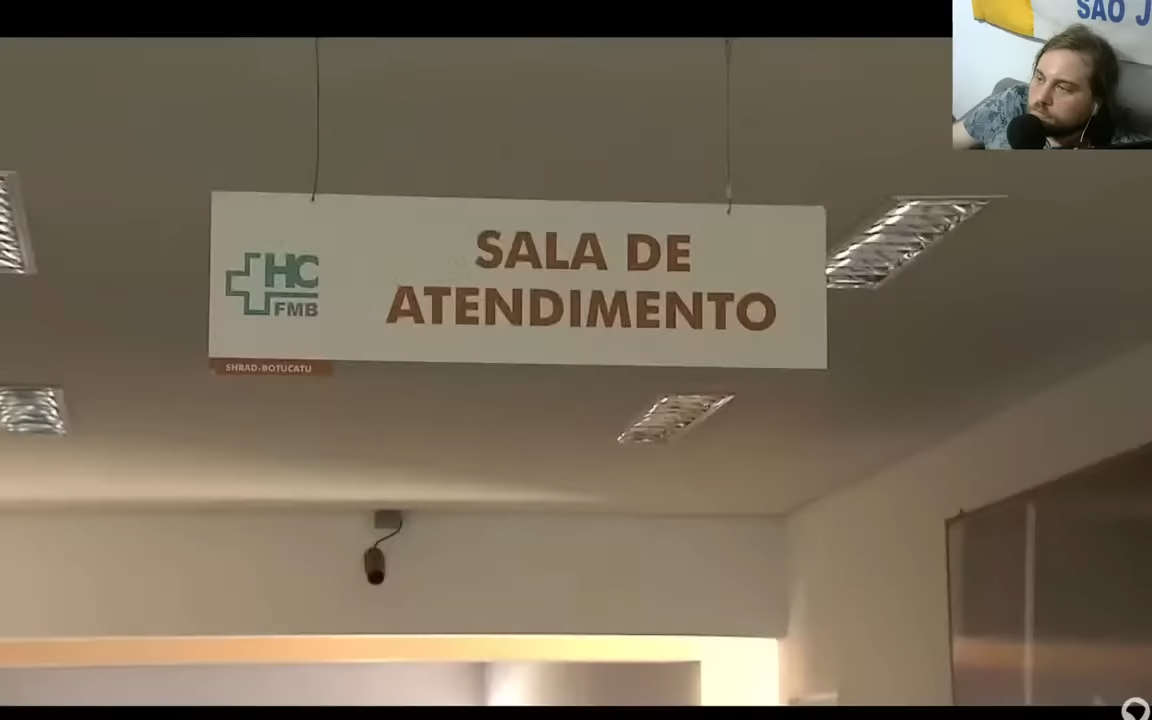 SÃO J
SALA DE
ATENDIMENTO
HC
FMB
SHRAD-BOTUCATU